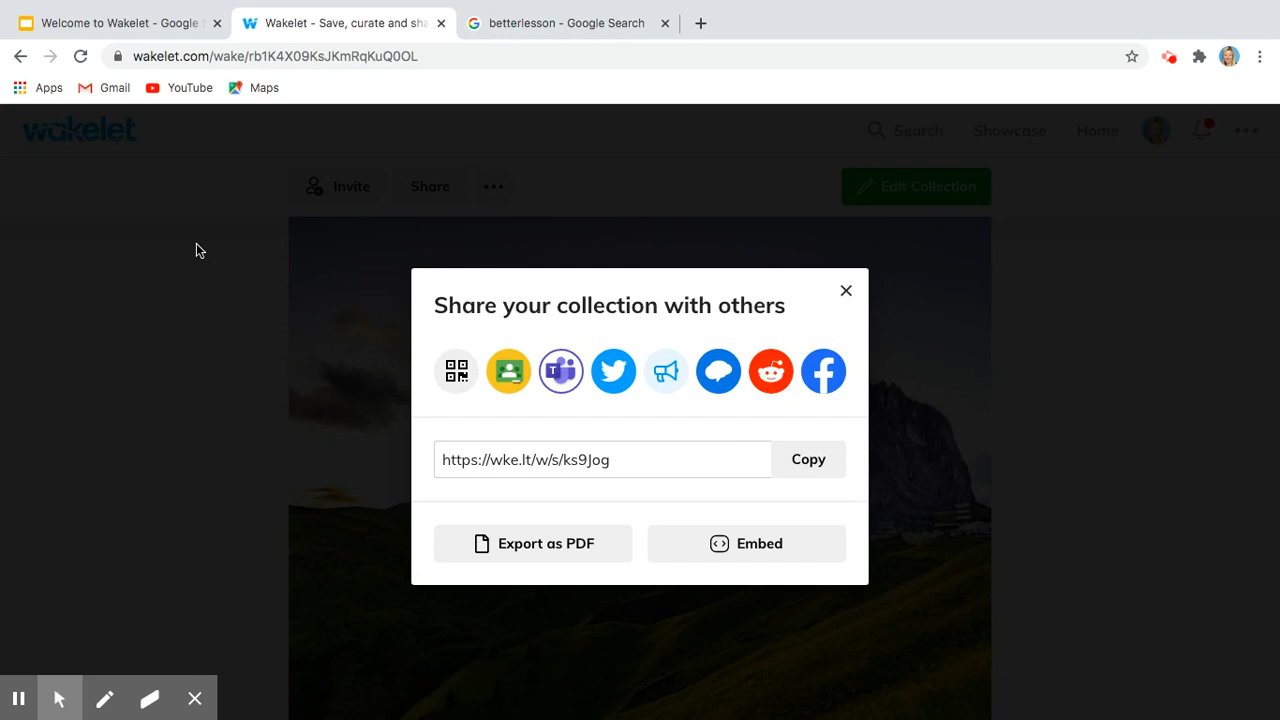 Welcome to Wakelet - Google S
Wakelet - Save, curate and sha
betterlesson - Google Search
wakelet.com/wake/rb1K4X09KsJKmRqKuQ0OL
Apps
Gmail
YouTube
Maps
wakelet
Search
Showcase
Home
Invite
Share
Edit Collection
Share your collection with others
https://wke.lt/w/s/ks9Jog
Copy
Export as PDF
Embed